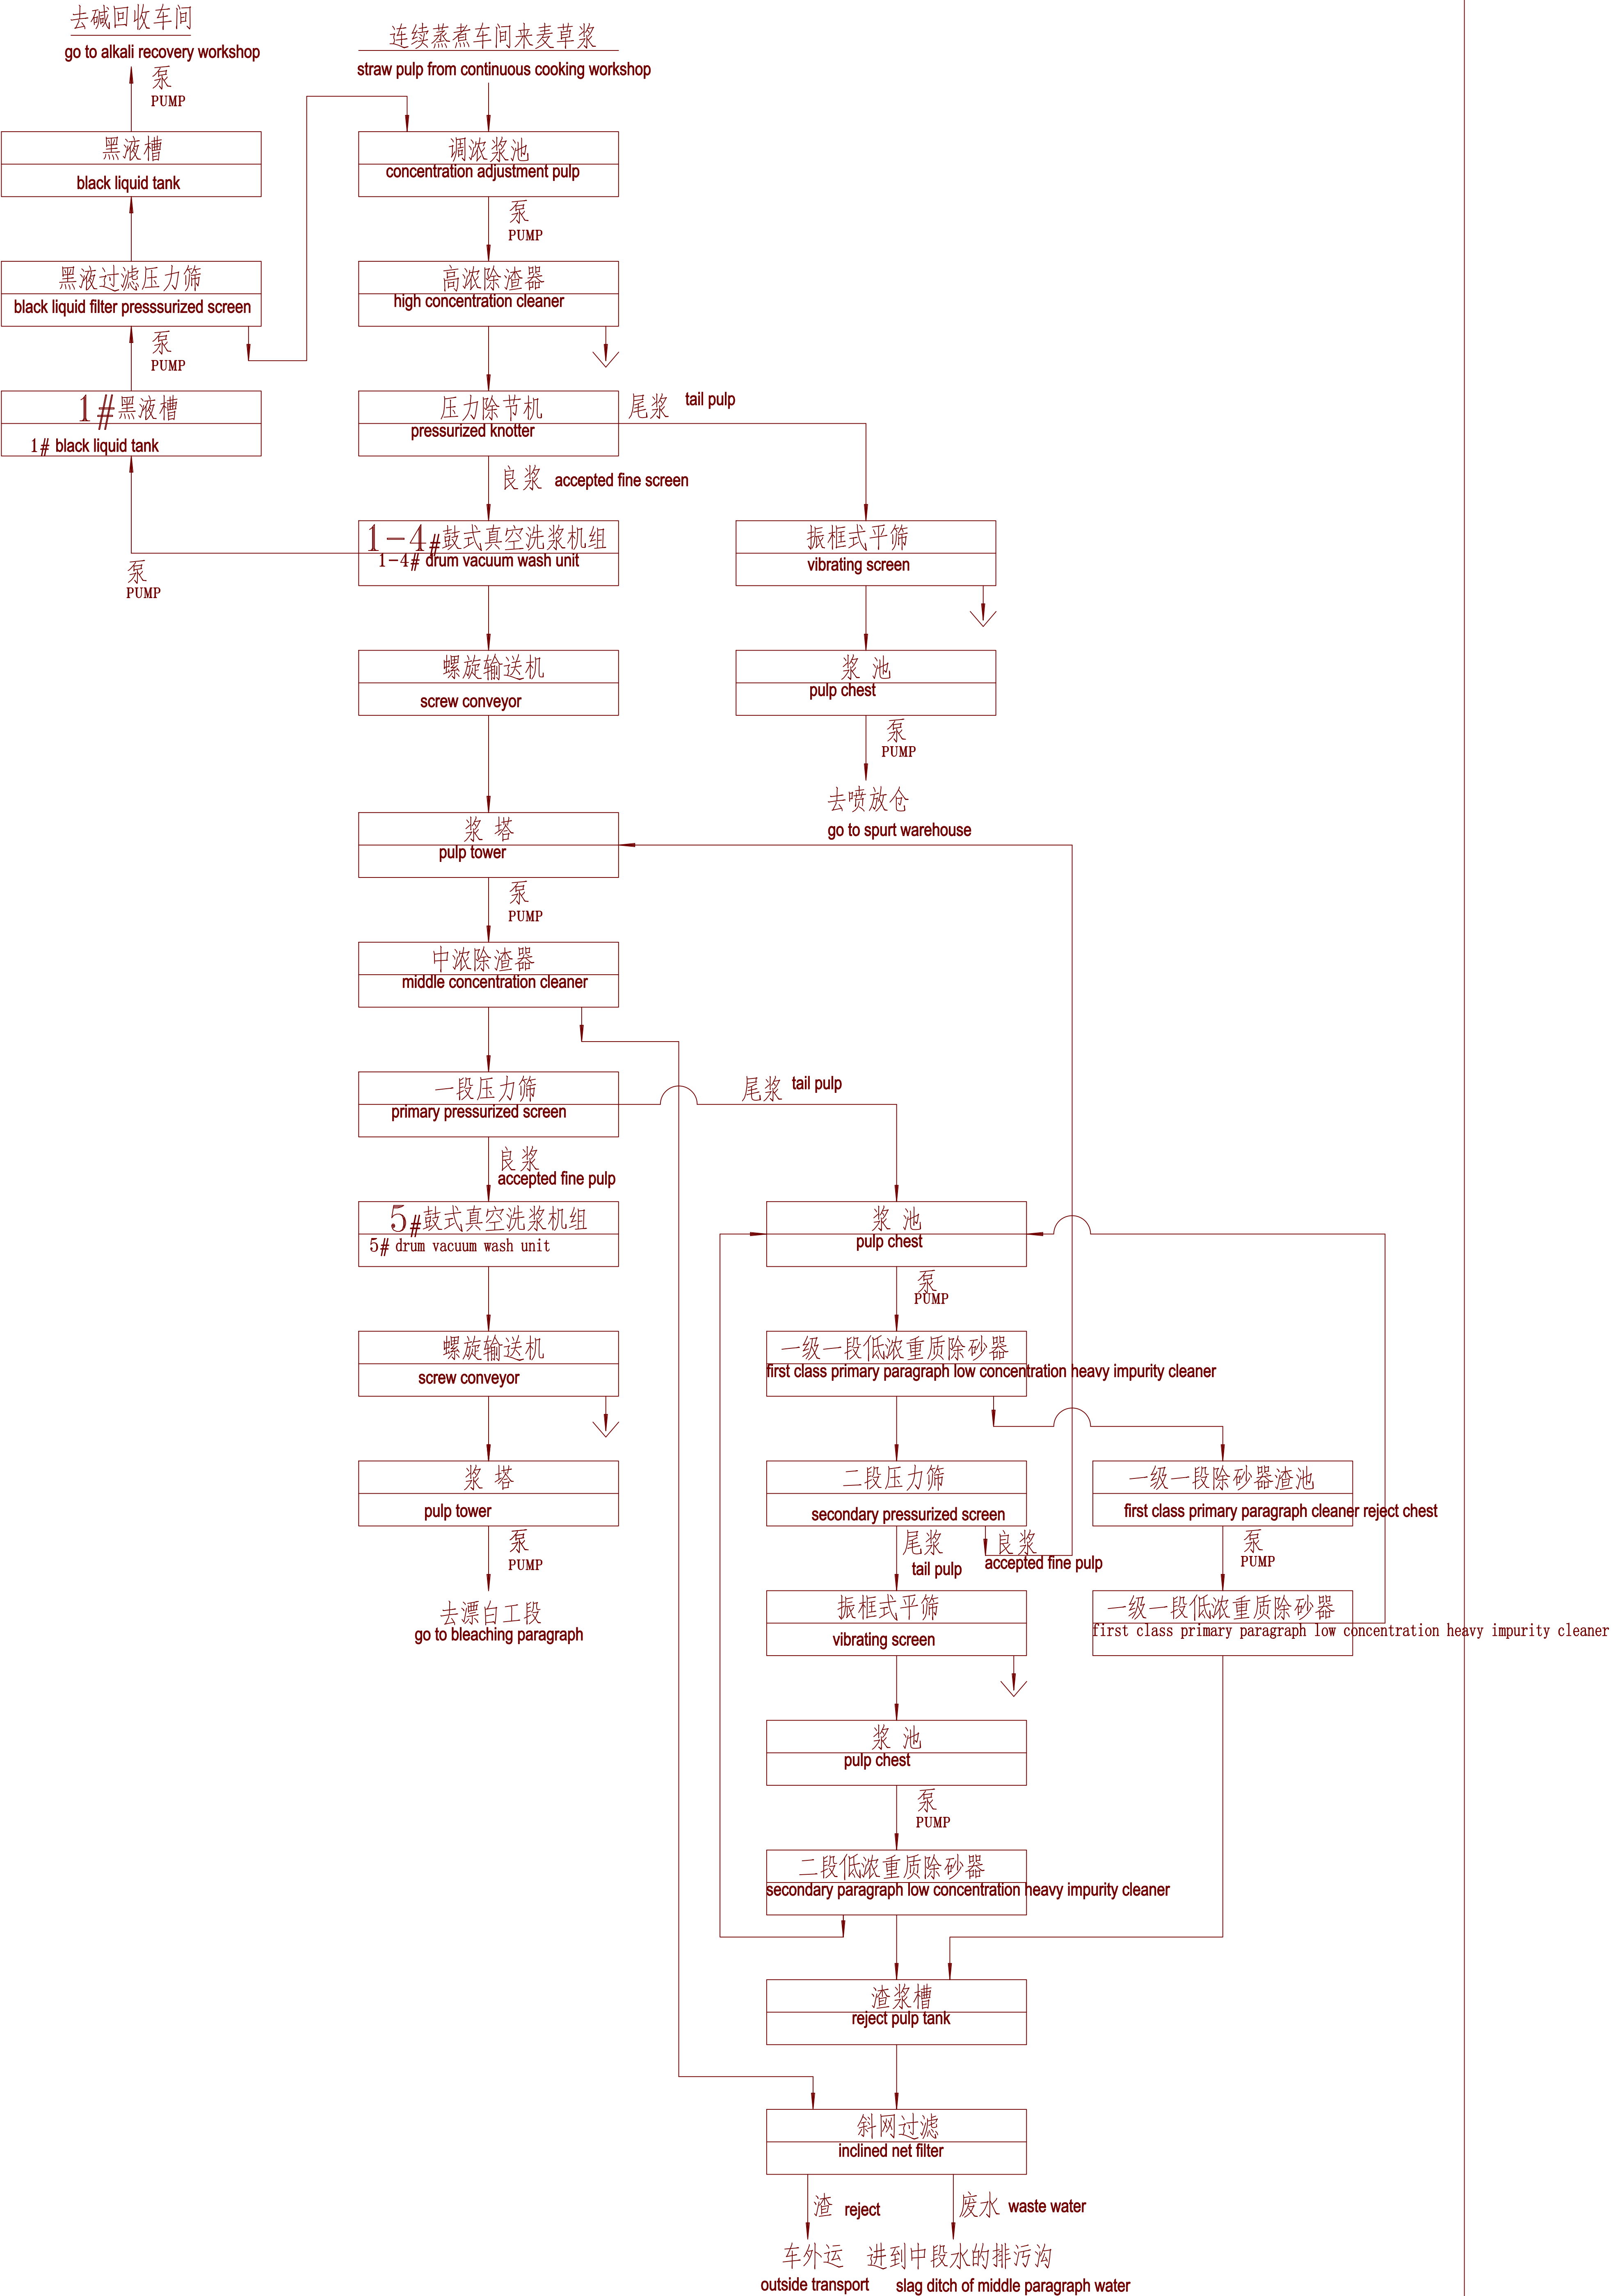 去碱回收车间
go to alkali recovery workshop
泵
PUMP
黑液槽
black liquid tank
黑液过滤压力筛
black liquid filter presssurized screen
泵
PUMP
1#黑液槽
1# black liquid tank
泵
PUMP
连续蒸煮车间来麦草浆
straw pulp from continuous cooking workshop
调浓浆池
concentration adjustment pulp
泵
PUMP
高浓除渣器
high concentration cleaner
压力除节机
pressurized knotter
尾浆 tail pulp
良浆 accepted fine screen
1-4#鼓式真空洗浆机组
1-4# drum vacuum wash unit
振框式平筛
vibrating screen
螺旋输送机
screw conveyor
浆 池
pulp chest
泵
PUMP
去喷放仓
go to spurt warehouse
浆 塔
pulp tower
泵
PUMP
中浓除渣器
middle concentration cleaner
一段压力筛
primary pressurized screen
尾浆 tail pulp
良浆
accepted fine pulp
5#鼓式真空洗浆机组
5# drum vacuum wash unit
螺旋输送机
screw conveyor
浆 塔
pulp tower
泵
PUMP
去漂白工段
go to bleaching paragraph
浆 池
pulp chest
泵
PUMP
一级一段低浓重质除砂器
first class primary paragraph low concentration heavy impurity cleaner
二段压力筛
secondary pressurized screen
尾浆
tail pulp
良浆
accepted fine pulp
一级一段除砂器渣池
first class primary paragraph cleaner reject chest
泵
PUMP
一级一段低浓重质除砂器
first class primary paragraph low concentration heavy impurity cleaner
振框式平筛
vibrating screen
浆 池
pulp chest
泵
PUMP
二段低浓重质除砂器
secondary paragraph low concentration heavy impurity cleaner
渣浆槽
reject pulp tank
斜网过滤
inclined net filter
渣 reject
废水 waste water
车外运
outside transport
进到中段水的排污沟
slag ditch of middle paragraph water